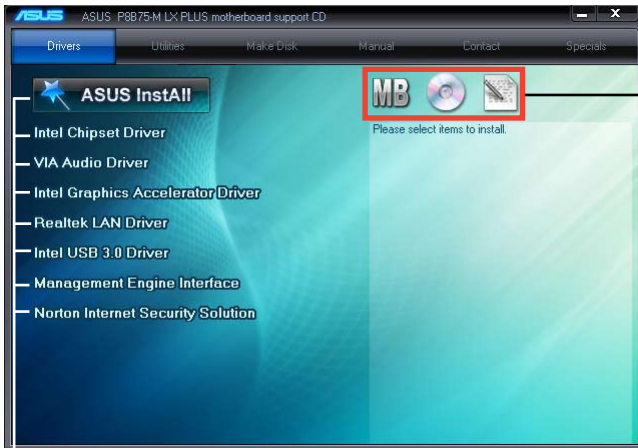 ASUS ASUS P8B75-M LX PLUS motherboard support CD
Drivers Utilities Make Disk Manual Contact Specials
ASUS InstAll
MB
Please select items to install.
Intel Chipset Driver
VIA Audio Driver
Intel Graphics Accelerator Driver
Realtek LAN Driver
Intel USB 3.0 Driver
Management Engine Interface
Norton Internet Security Solution